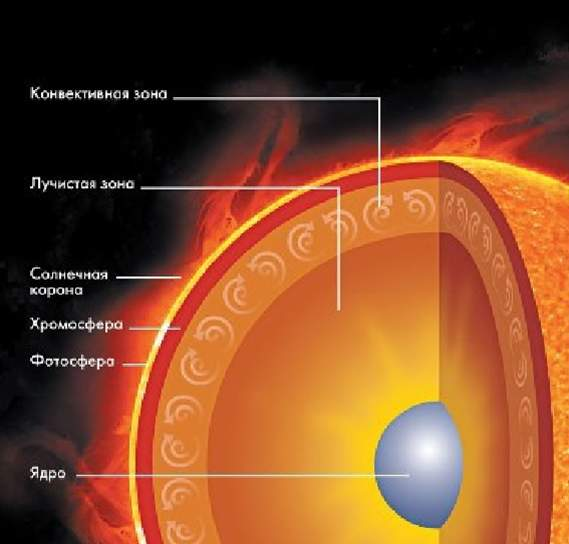 Конвективная зона
Лучистая зона
Солнечная
корона
Хромосфера
Фотосфера
Ядро